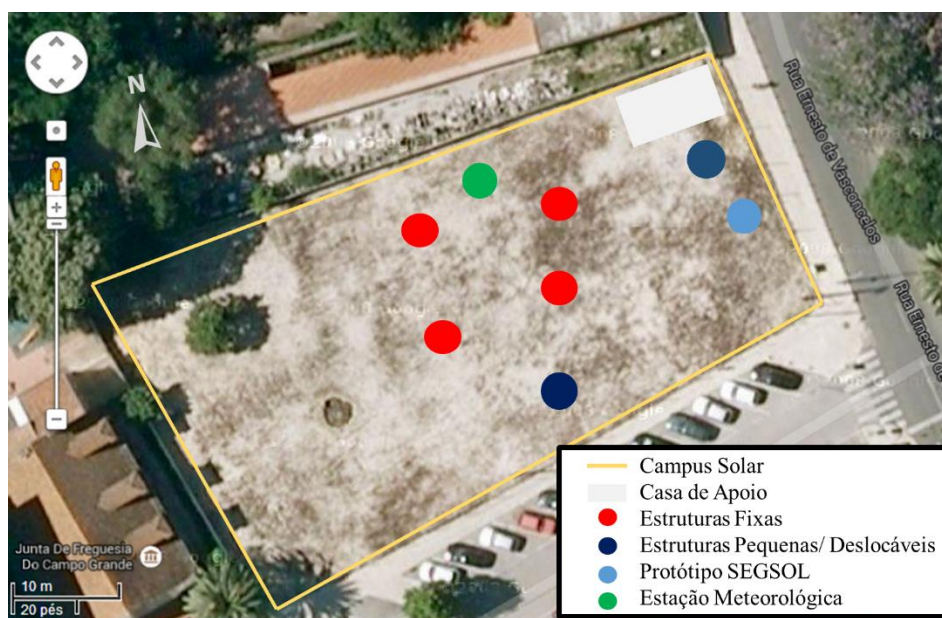 N
Rua Ernesto de Vasconcelos
Rua Ernesto de
Campus Solar
Casa de Apoio
Estruturas Fixas
Estruturas Pequenas/ Deslocáveis
Protótipo SEGSOL
Estação Meteorológica
Junta De Freguesia
Do Campo Grande
10 m
20 pés